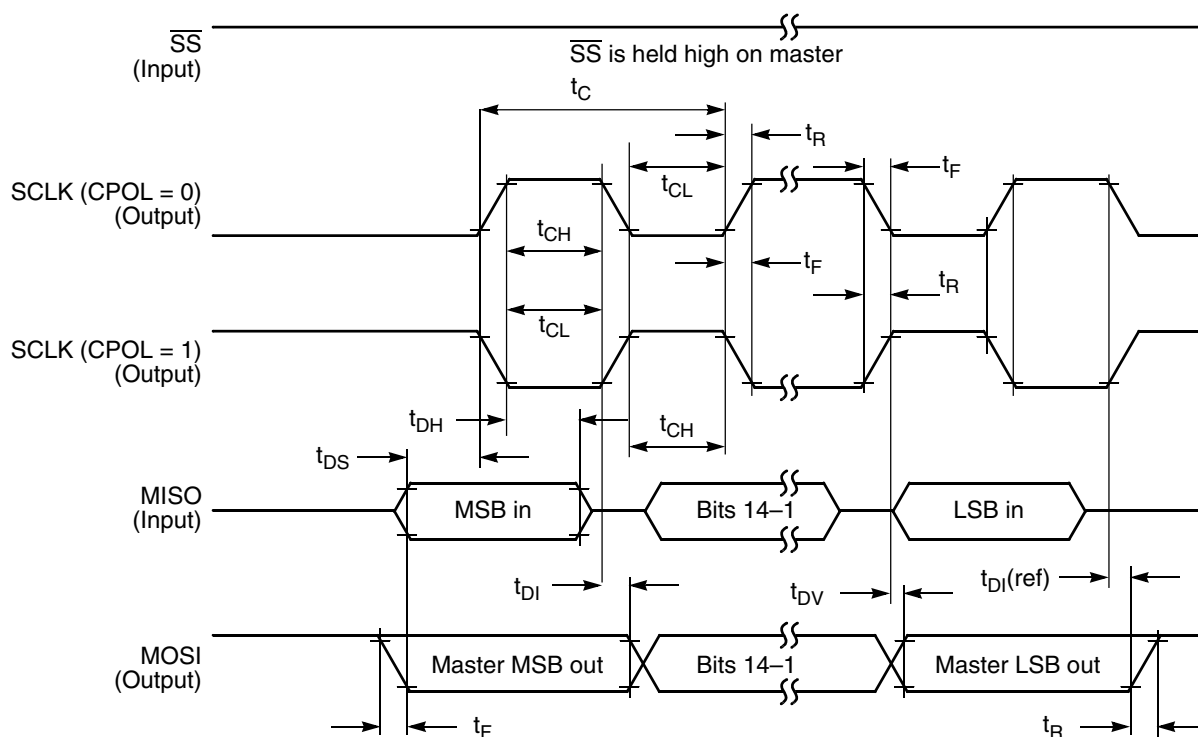 SS
(Input)
SS is held high on master
tC
tR
tF
SCLK (CPOL = 0)
(Output)
tCL
tCH
tF
tR
tCL
SCLK (CPOL = 1)
(Output)
tDH
tCH
tDS
MISO
(Input)
MSB in
Bits 14–1
LSB in
tDI
tDV
tDI(ref)
MOSI
(Output)
Master MSB out
Bits 14–1
Master LSB out
tF
tR